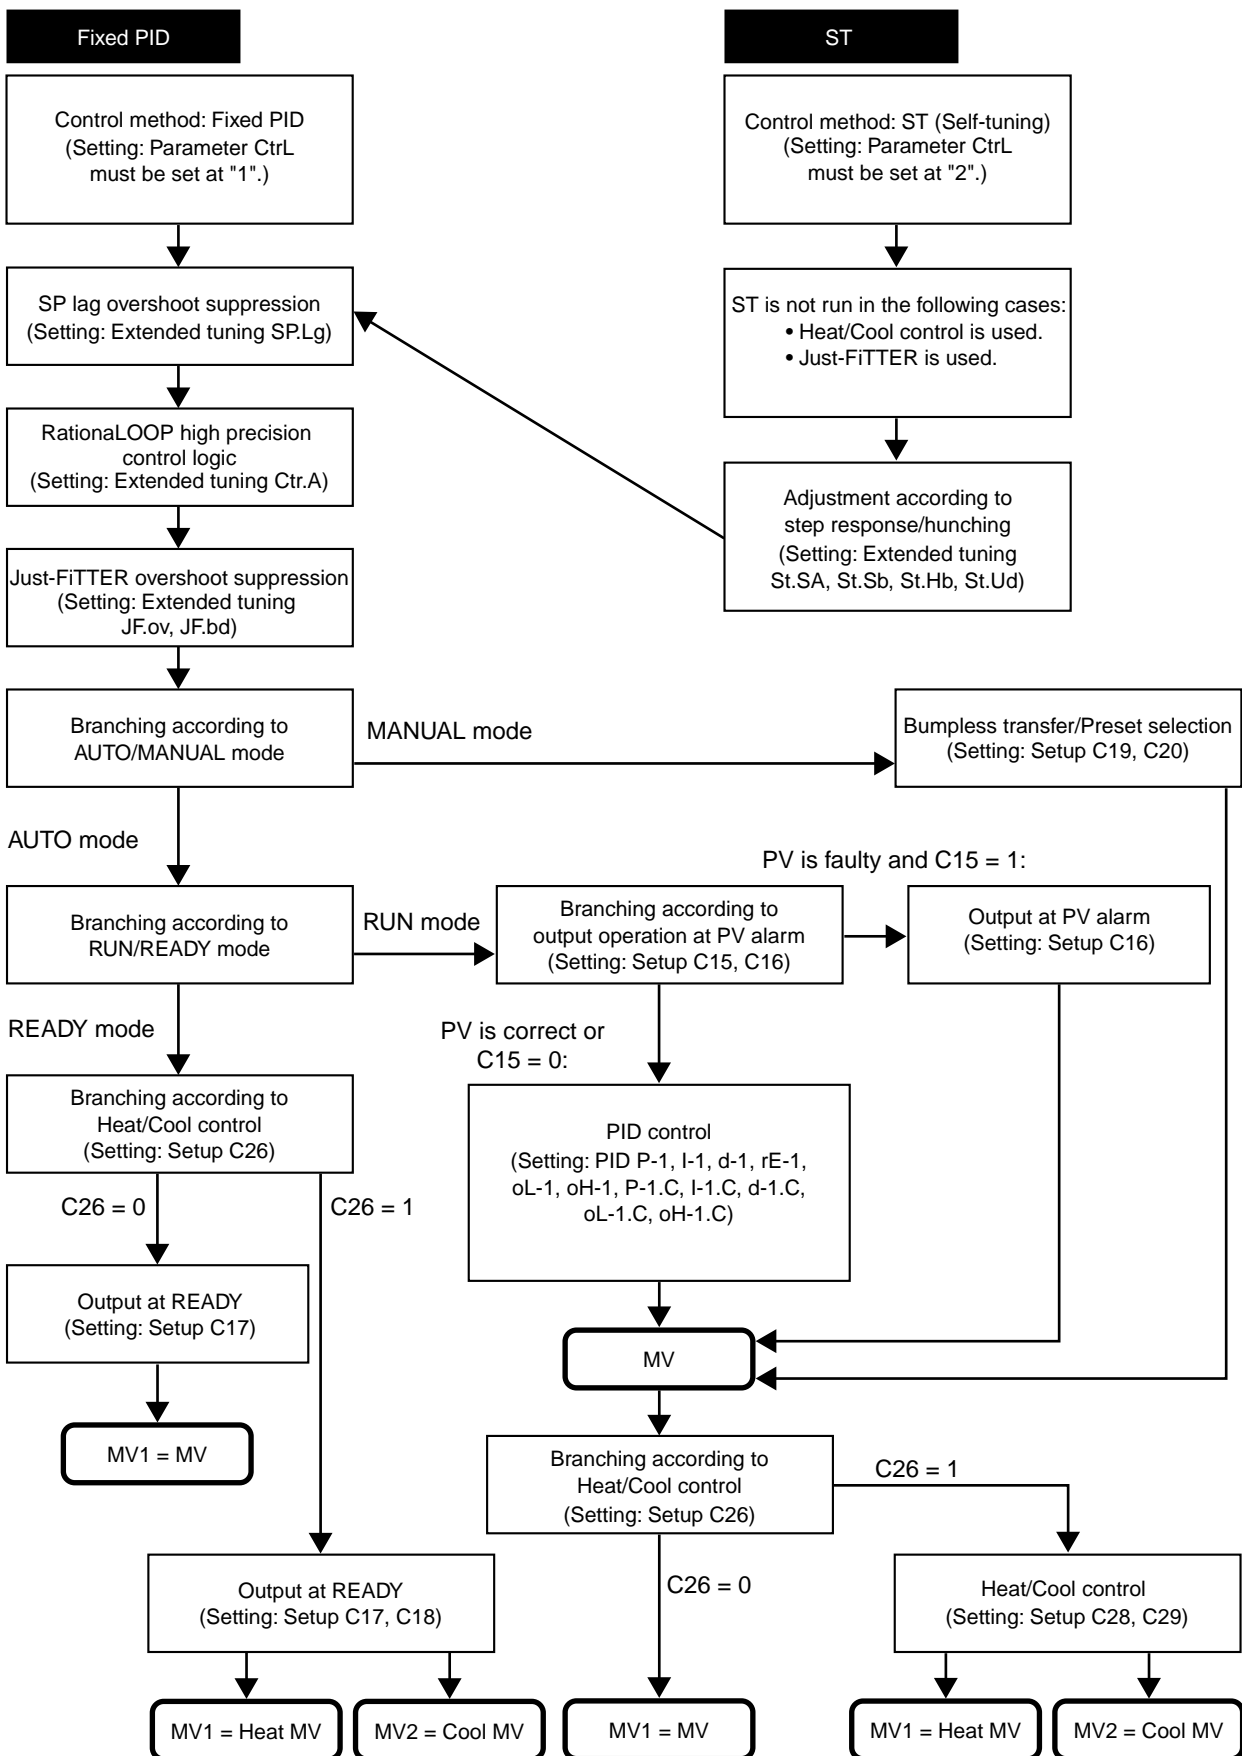 Fixed PID
ST
Control method: Fixed PID
(Setting: Parameter CtrL
must be set at "1".)
Control method: ST (Self-tuning)
(Setting: Parameter CtrL
must be set at "2".)
SP lag overshoot suppression
(Setting: Extended tuning SP.Lg)
ST is not run in the following cases:
• Heat/Cool control is used.
• Just-FiTTER is used.
RationaLOOP high precision
control logic
(Setting: Extended tuning Ctr.A)
Adjustment according to
step response/hunching
(Setting: Extended tuning
St.SA, St.Sb, St.Hb, St.Ud)
Just-FiTTER overshoot suppression
(Setting: Extended tuning
JF.ov, JF.bd)
Branching according to
AUTO/MANUAL mode
MANUAL mode
Bumpless transfer/Preset selection
(Setting: Setup C19, C20)
AUTO mode
PV is faulty and C15 = 1:
Branching according to
RUN/READY mode
RUN mode
Branching according to
output operation at PV alarm
(Setting: Setup C15, C16)
Output at PV alarm
(Setting: Setup C16)
READY mode
PV is correct or
C15 = 0:
Branching according to
Heat/Cool control
(Setting: Setup C26)
PID control
(Setting: PID P-1, I-1, d-1, rE-1,
oL-1, oH-1, P-1.C, I-1.C, d-1.C,
oL-1.C, oH-1.C)
C26 = 0
C26 = 1
Output at READY
(Setting: Setup C17)
MV
MV1 = MV
Branching according to
Heat/Cool control
(Setting: Setup C26)
C26 = 1
C26 = 0
Output at READY
(Setting: Setup C17, C18)
Heat/Cool control
(Setting: Setup C28, C29)
MV1 = Heat MV
MV2 = Cool MV
MV1 = MV
MV1 = Heat MV
MV2 = Cool MV